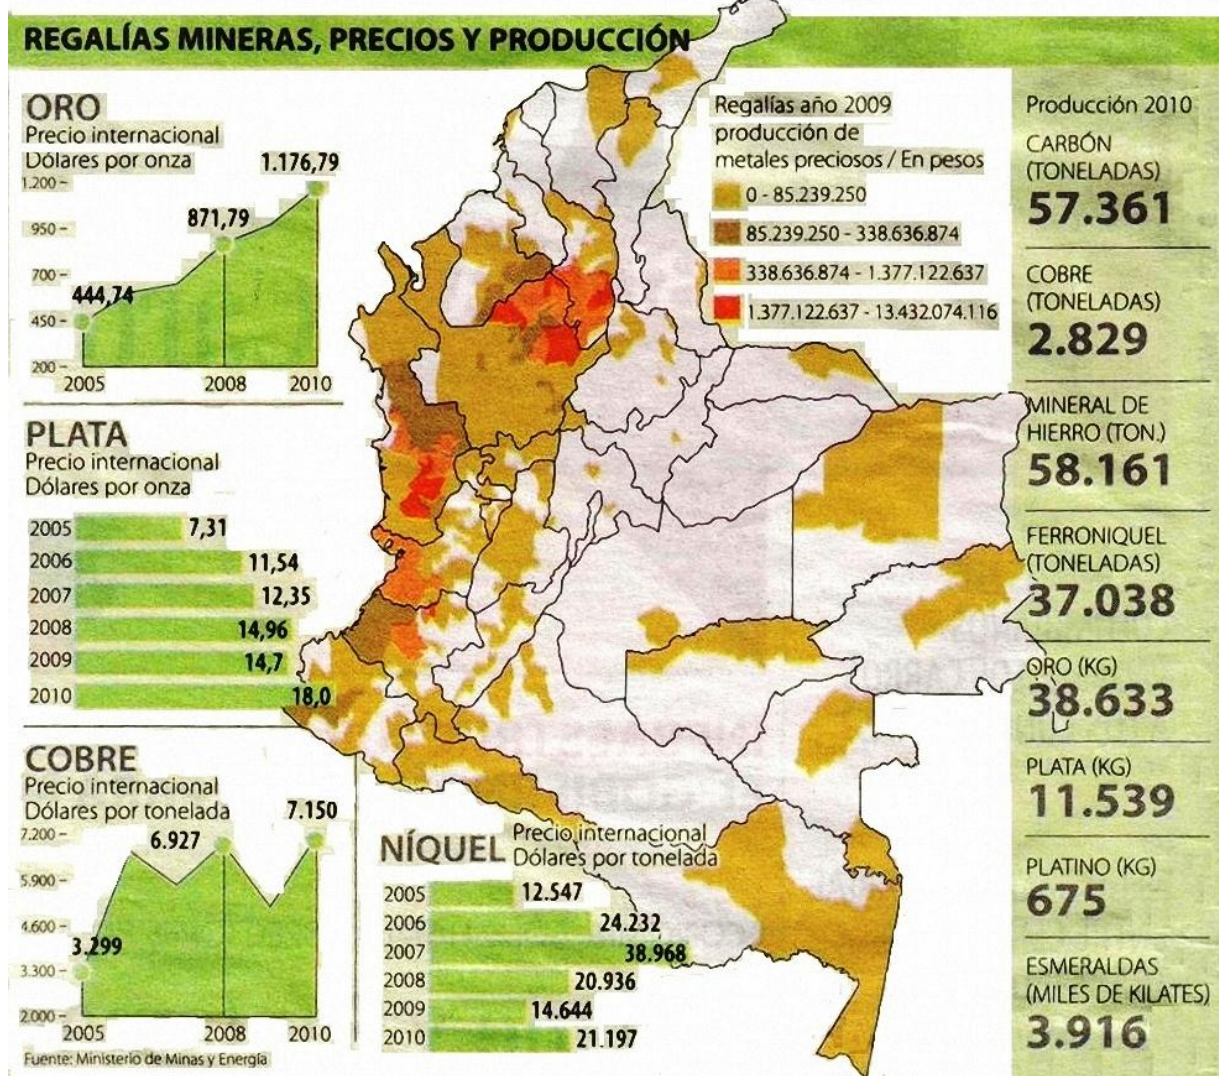 REGALÍAS MINERAS, PRECIOS Y PRODUCCIÓN
ORO
Precio internacional
Dólares por onza
1.176,79
1.200
871,79
950
700
444,74
450
200
2005
2008
2010
PLATA
Precio internacional
Dólares por onza
2005
7,31
2006
11,54
2007
12,35
2008
14,96
2009
14,7
2010
18,0
COBRE
Precio internacional
Dólares por tonelada
7.150
7.200
6.927
5.900
4.600
3.299
3.300
2.000
2005
2008
2010
Fuente: Ministerio de Minas y Energía
NÍQUEL
Precio internacional
Dólares por tonelada
2005
12.547
2006
24.232
2007
38.968
2008
20.936
2009
14.644
2010
21.197
Regalías año 2009
producción de
metales preciosos / En pesos
0 - 85.239.250
85.239.250 - 338.636.874
338.636.874 - 1.377.122.637
1.377.122.637 - 13.432.074.116
Producción 2010
CARBÓN
(TONELADAS)
57.361
COBRE
(TONELADAS)
2.829
MINERAL DE
HIERRO (TON.)
58.161
FERRONIQUEL
(TONELADAS)
37.038
ORO (KG)
38.633
PLATA (KG)
11.539
PLATINO (KG)
675
ESMERALDAS
(MILES DE KILATES)
3.916